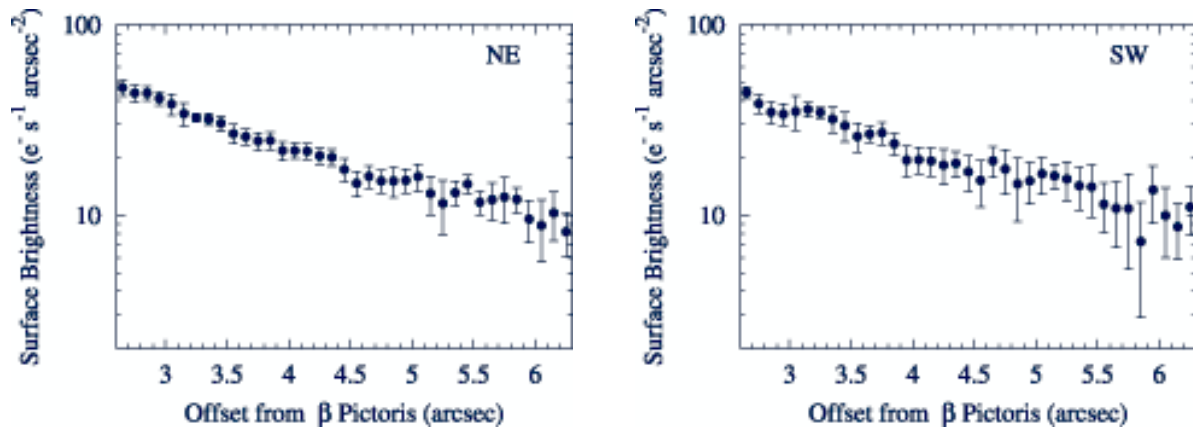 100
10
Surface Brightness (e⁻ s⁻¹ arcsec⁻²)
NE
3 3.5 4 4.5 5 5.5 6
Offset from β Pictoris (arcsec)
100
10
Surface Brightness (e⁻ s⁻¹ arcsec⁻²)
SW
3 3.5 4 4.5 5 5.5 6
Offset from β Pictoris (arcsec)